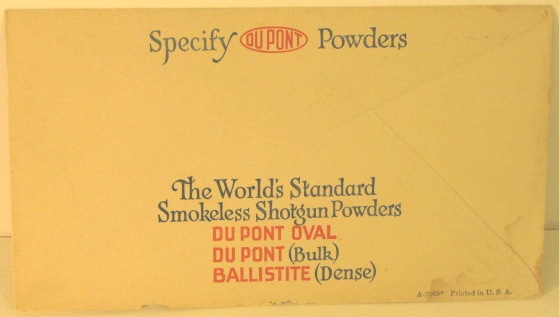 Specify DU PONT Powders
The World's Standard
Smokeless Shotgun Powders
DU PONT OVAL
DU PONT (Bulk)
BALLISTITE (Dense)
Printed in U. S. A.